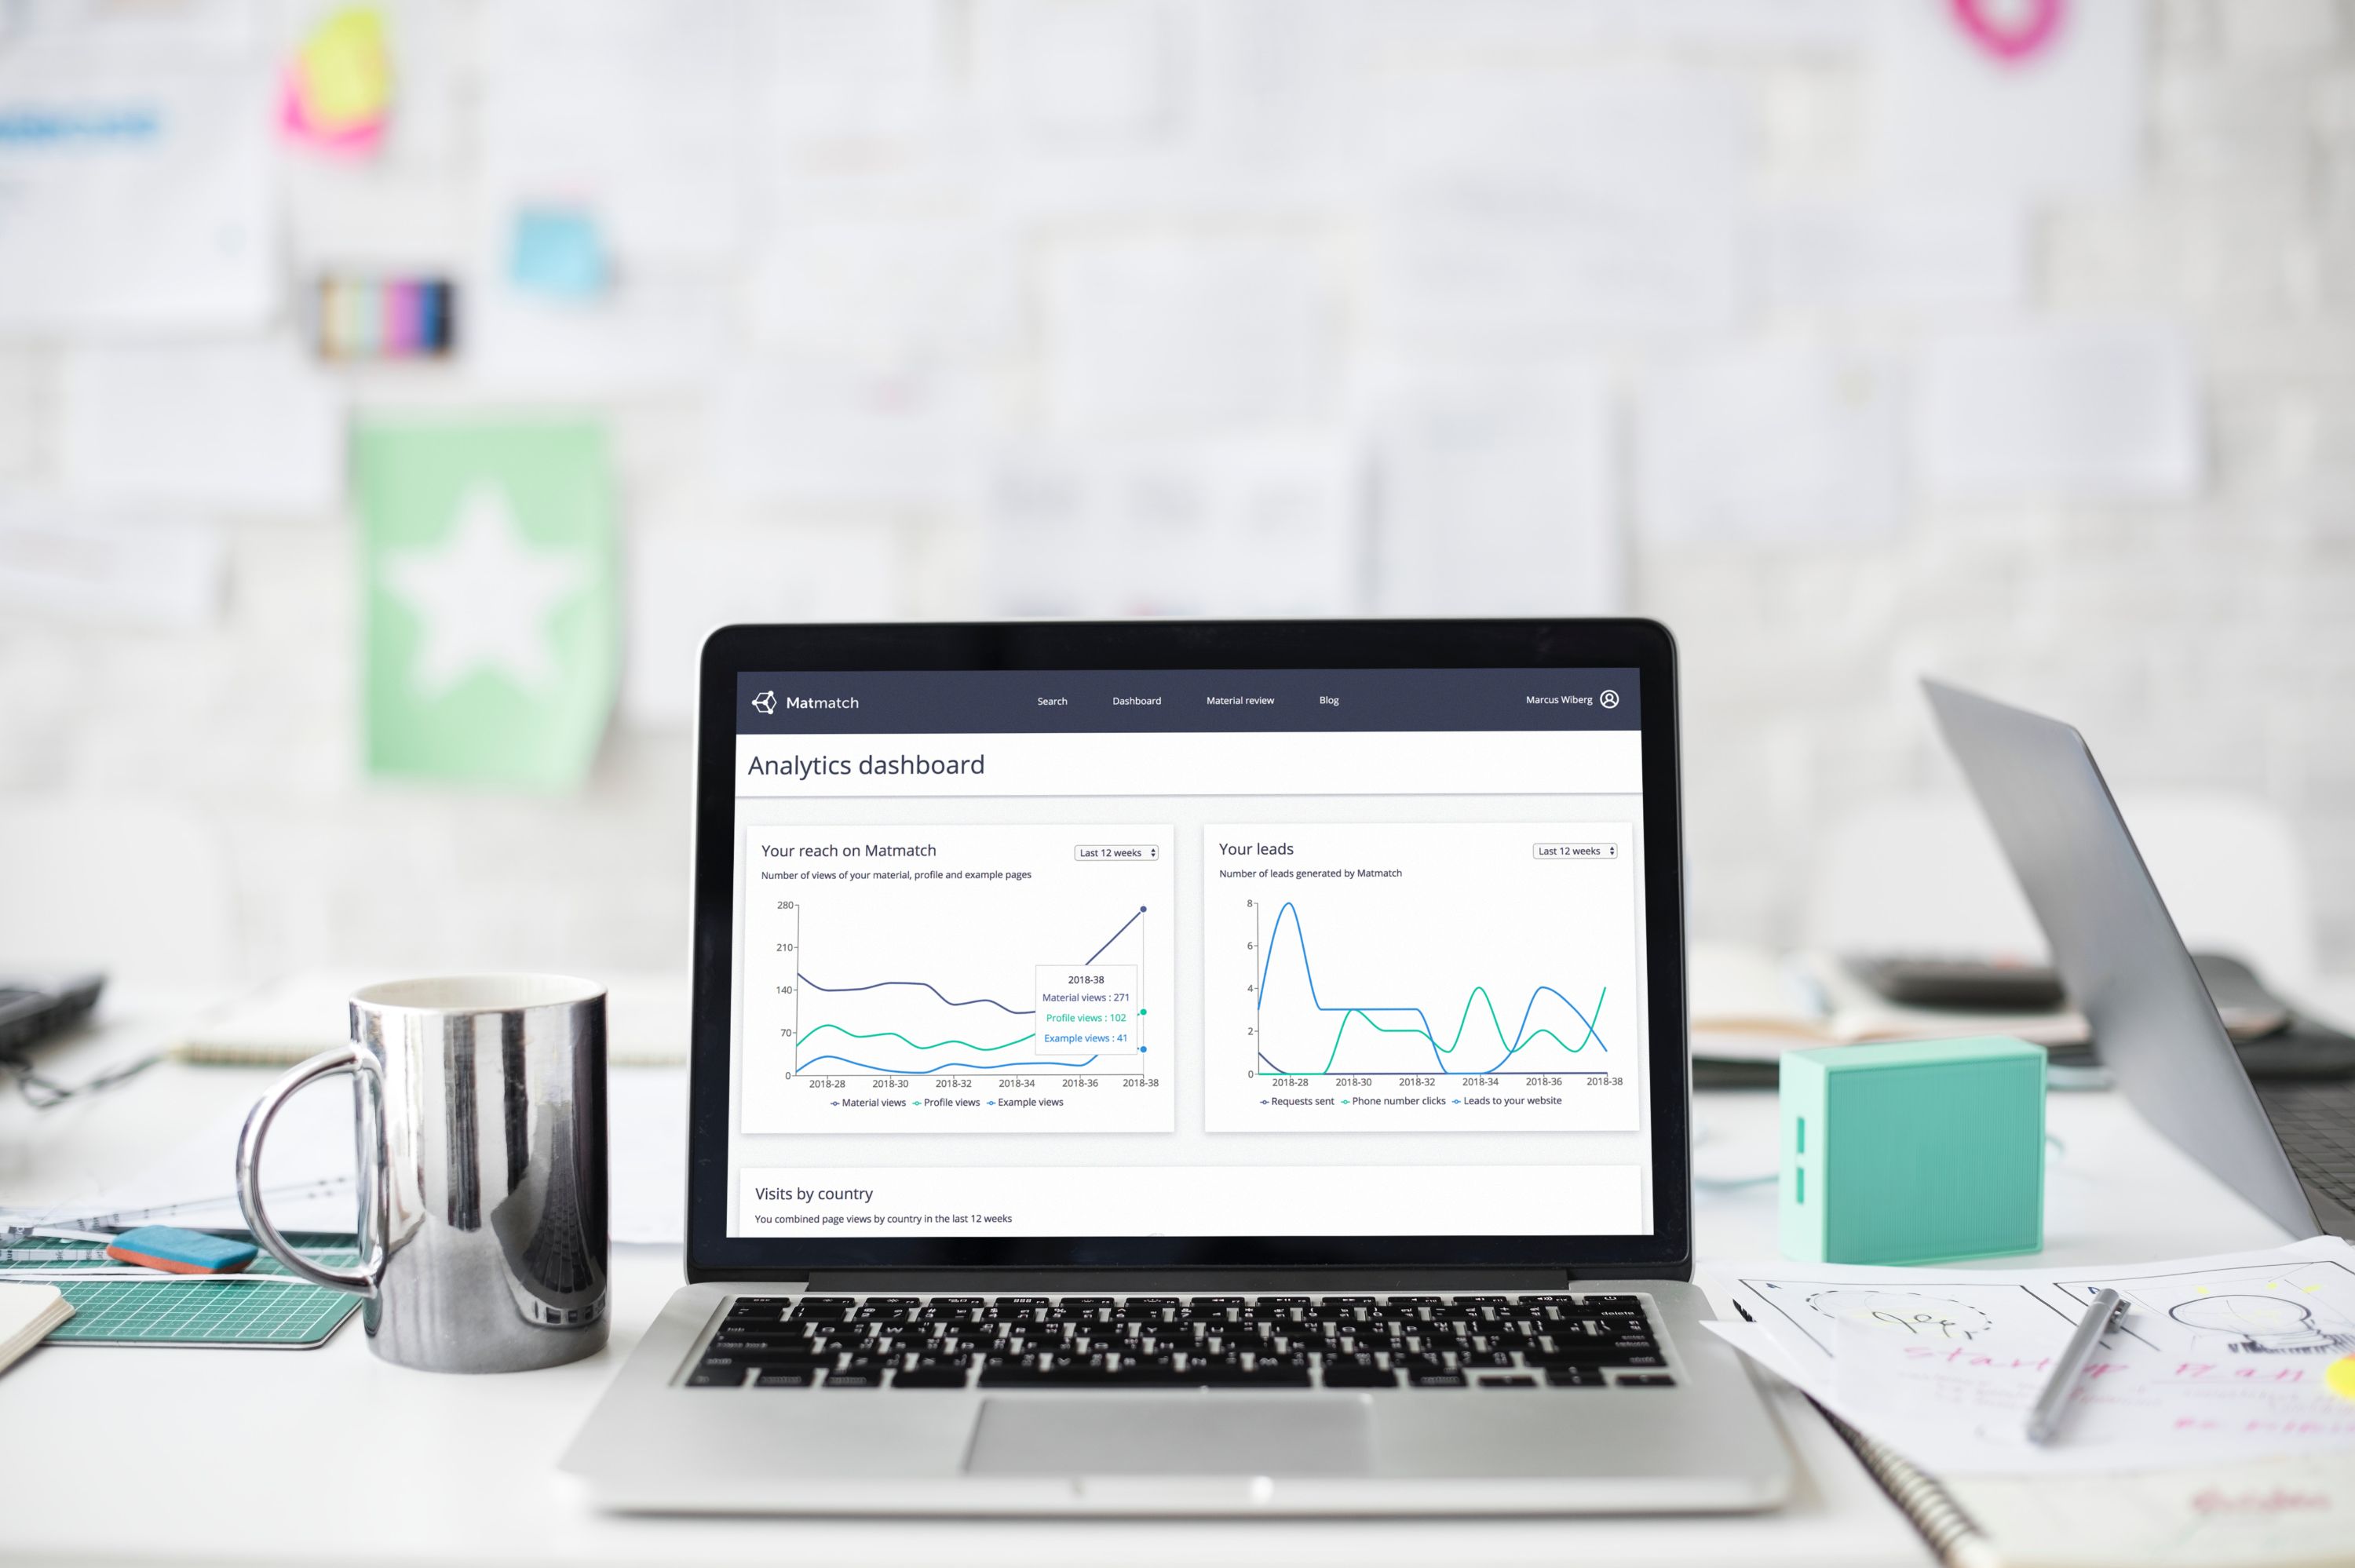 Matmatch
Search Dashboard Material review Blog
Marcus Wiberg
Analytics dashboard
Your reach on Matmatch
Last 12 weeks
Number of views of your material, profile and example pages
280
210
140
70
0
2018-38
Material views : 271
Profile views : 102
Example views : 41
2018-28 2018-30 2018-32 2018-34 2018-36 2018-38
Material views Profile views Example views
Your leads
Last 12 weeks
Number of leads generated by Matmatch
8
6
4
2
0
2018-28 2018-30 2018-32 2018-34 2018-36 2018-38
Requests sent Phone number clicks Leads to your website
Visits by country
You combined page views by country in the last 12 weeks
delete
startup